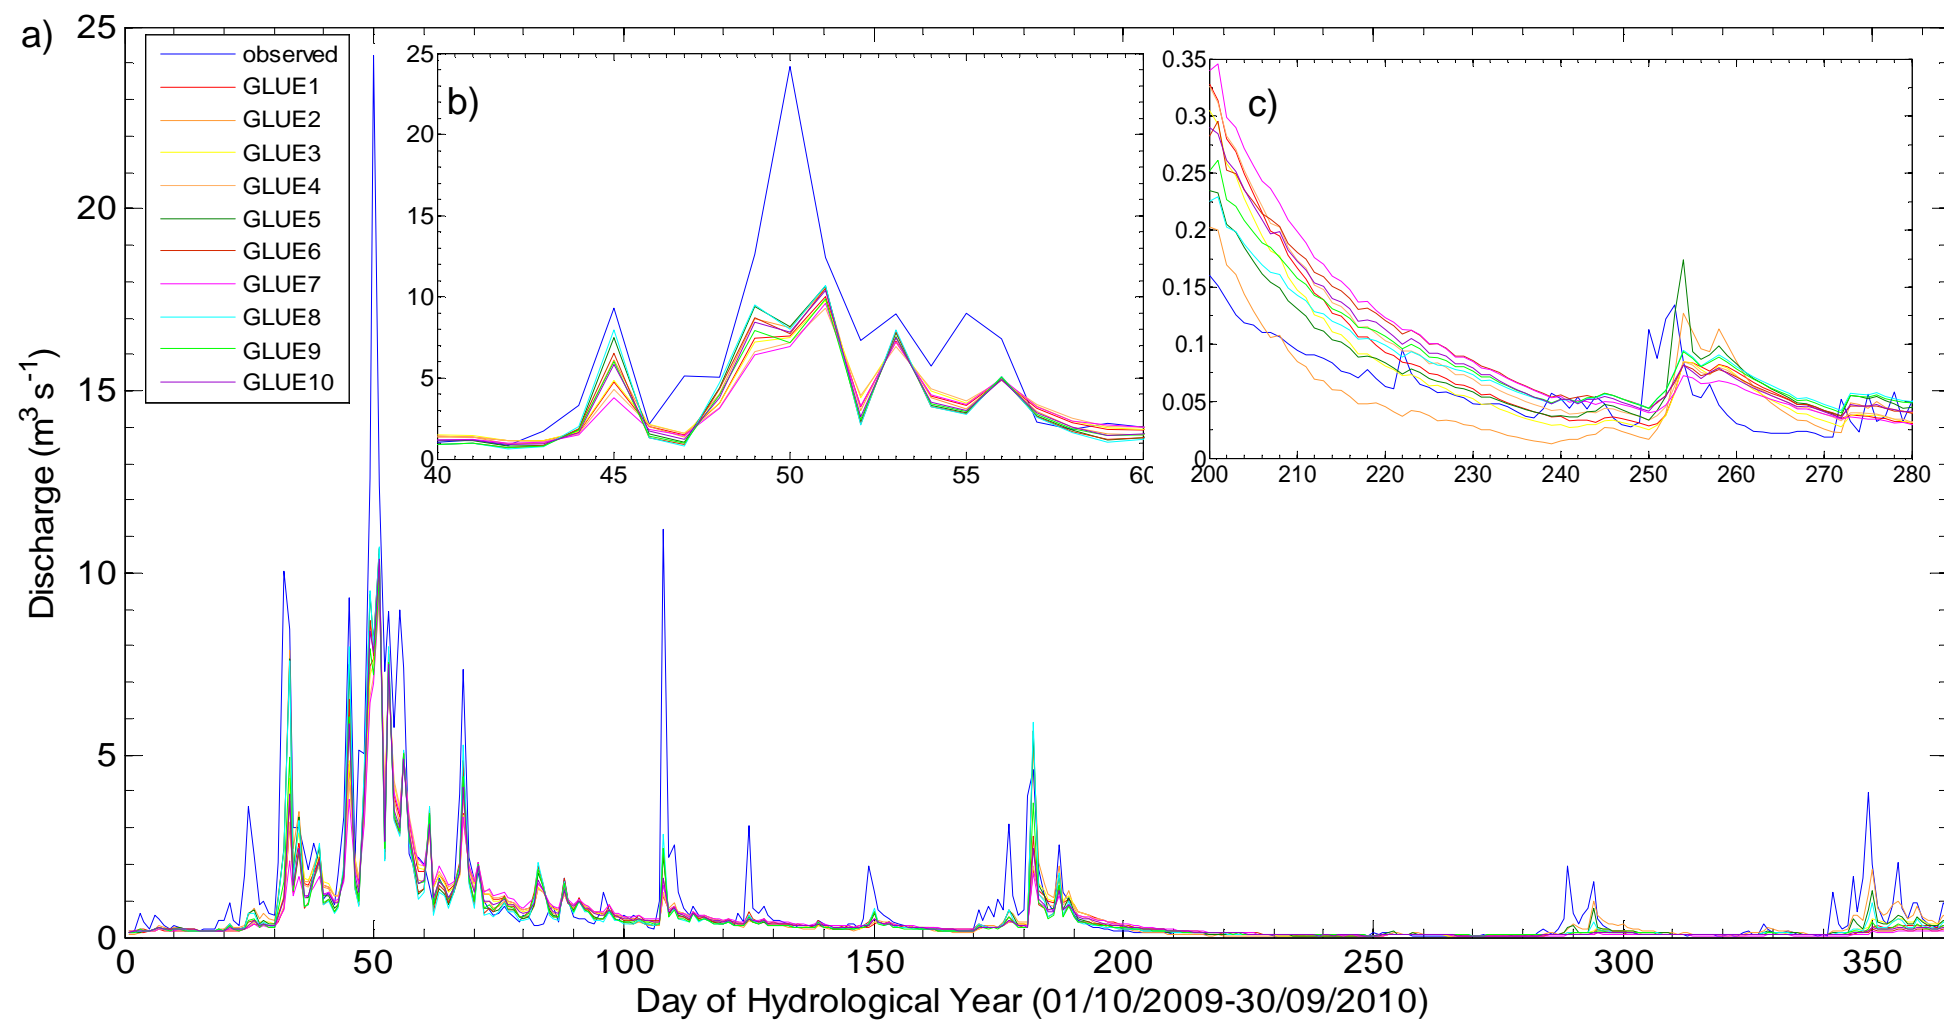 a)
25
20
15
10
5
0
Discharge (m³ s⁻¹)
observed
GLUE1
GLUE2
GLUE3
GLUE4
GLUE5
GLUE6
GLUE7
GLUE8
GLUE9
GLUE10
b)
25
20
15
10
5
0
40 45 50 55 60
c)
0.35
0.3
0.25
0.2
0.15
0.1
0.05
0
200 210 220 230 240 250 260 270 280
0 50 100 150 200 250 300 350
Day of Hydrological Year (01/10/2009-30/09/2010)